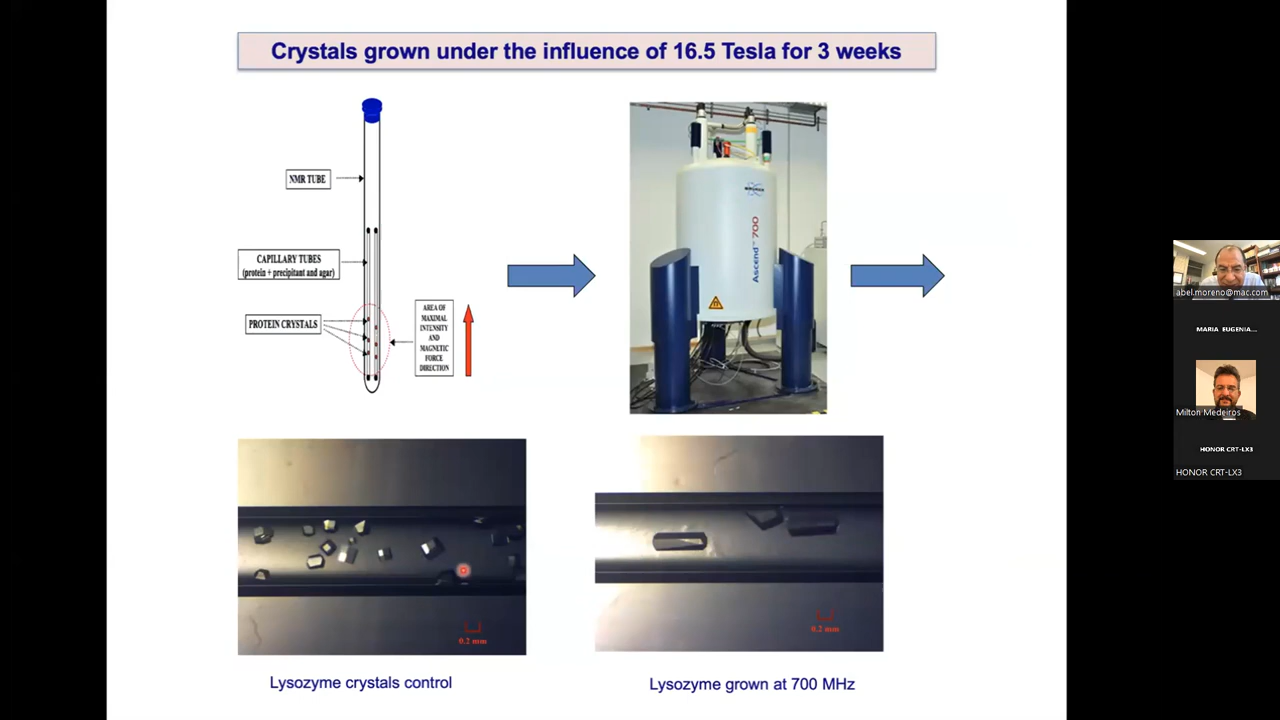 Crystals grown under the influence of 16.5 Tesla for 3 weeks
NMR TUBE
CAPILLARY TUBES
(protein + precipitant and agar)
PROTEIN CRYSTALS
AREA OF
MAXIMAL
INTENSITY
AND
MAGNETIC
FORCE
DIRECTION
BRUKER
Ascend™ 700
0.2 mm
0.2 mm
Lysozyme crystals control
Lysozyme grown at 700 MHz
abel.moreno@mac.com
MARIA EUGENIA...
Milton Medeiros
HONOR CRT-LX3
HONOR CRT-LX3